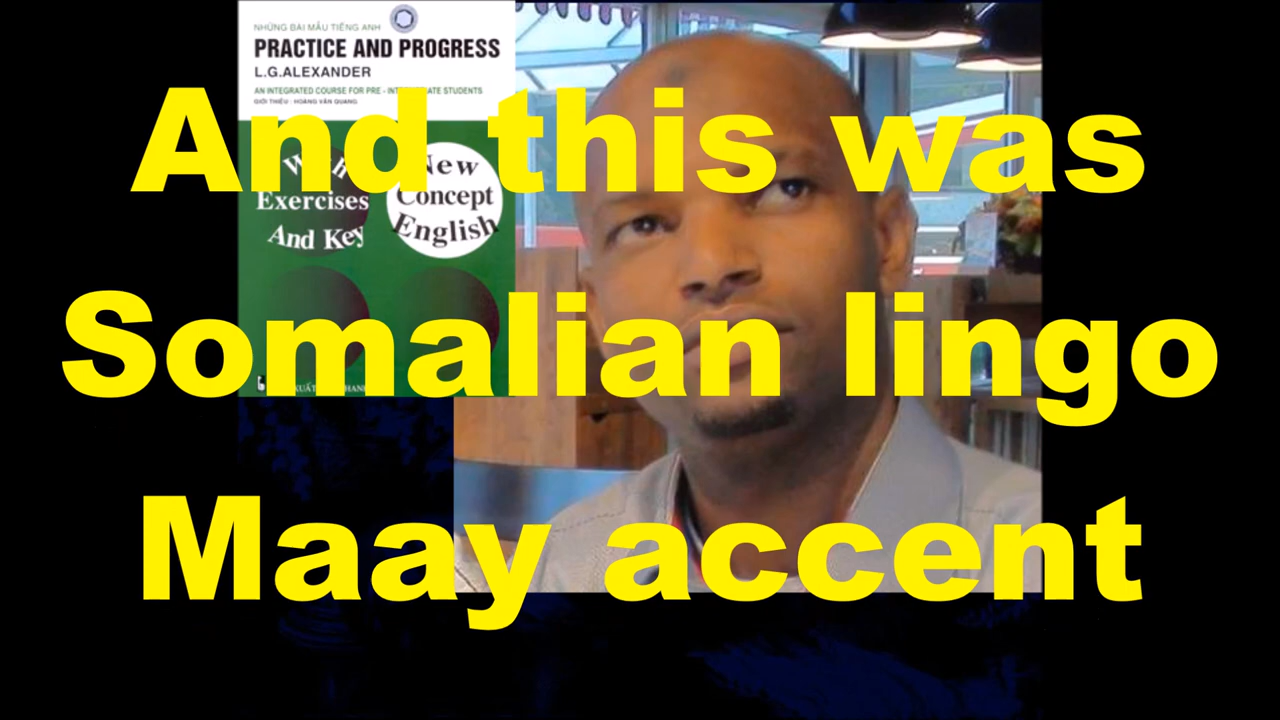 NHỮNG BÀI MẪU TIẾNG ANH
PRACTICE AND PROGRESS
L.G.ALEXANDER
AN INTEGRATED COURSE FOR PRE - INTERMEDIATE STUDENTS
GIỚI THIỆU : HOÀNG VĂN QUANG
And this was
With
Exercises
And Key
New
Concept
English
Somalian lingo
Maay accent